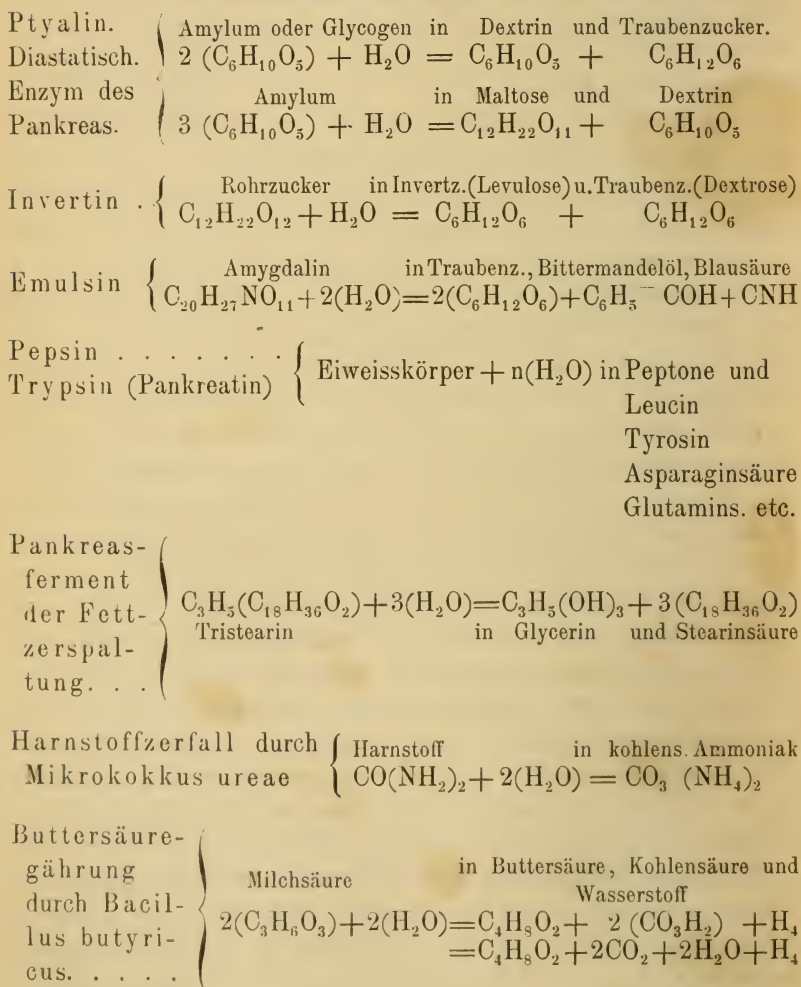 Ptyalin. Amylum oder Glycogen in Dextrin und Traubenzucker.
Diastatisch. 2 (C₆H₁₀O₅) + H₂O = C₆H₁₀O₅ + C₆H₁₂O₆
Enzym des Amylum in Maltose und Dextrin
Pankreas. 3 (C₆H₁₀O₅) + H₂O = C₁₂H₂₂O₁₁ + C₆H₁₀O₅
Invertin . Rohrzucker in Invertz. (Levulose) u. Traubenz. (Dextrose)
C₁₂H₂₂O₁₂ + H₂O = C₆H₁₂O₆ + C₆H₁₂O₆
Emulsin Amygdalin in Traubenz., Bittermandelöl, Blausäure
C₂₀H₂₇NO₁₁ + 2(H₂O) = 2(C₆H₁₂O₆) + C₆H₅⁻ COH + CNH
Pepsin . . . . . . .
Trypsin (Pankreatin) Eiweisskörper + n(H₂O) in Peptone und
Leucin
Tyrosin
Asparaginsäure
Glutamins. etc.
Pankreas-
ferment
der Fett- C₃H₅(C₁₈H₃₆O₂) + 3(H₂O) = C₃H₅(OH)₃ + 3 (C₁₈H₃₆O₂)
zerspal- Tristearin in Glycerin und Stearinsäure
tung. . .
Harnstoffzerfall durch Harnstoff in kohlens. Ammoniak
Mikrokokkus ureae CO(NH₂)₂ + 2(H₂O) = CO₃ (NH₄)₂
Buttersäure-
gährung Milchsäure in Buttersäure, Kohlensäure und
Wasserstoff
durch Bacil- 2(C₃H₆O₃) + 2(H₂O) = C₄H₈O₂ + 2 (CO₃H₂) + H₄
lus butyri- = C₄H₈O₂ + 2CO₂ + 2H₂O + H₄
cus. . . . .